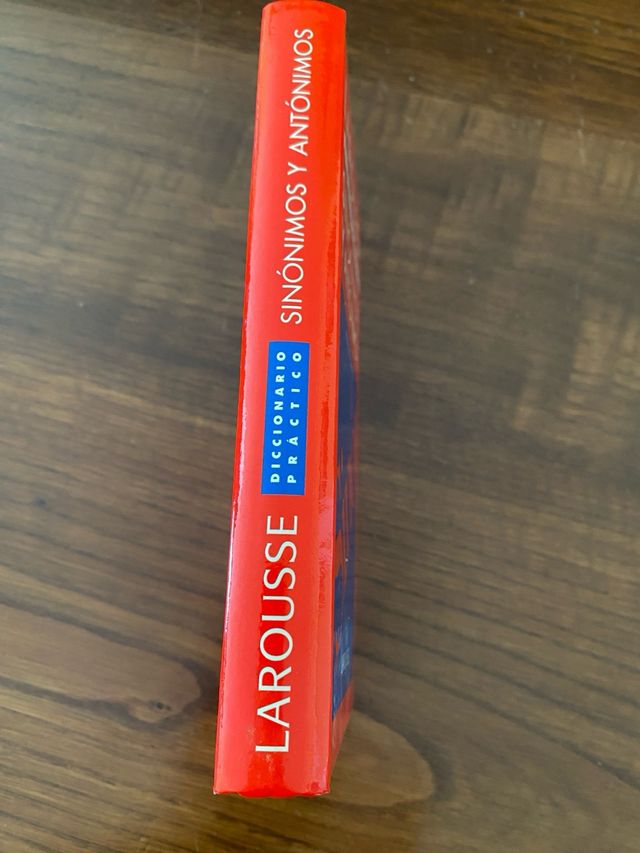 LAROUSSE
DICCIONARIO
PRÁCTICO
SINÓNIMOS Y ANTÓNIMOS